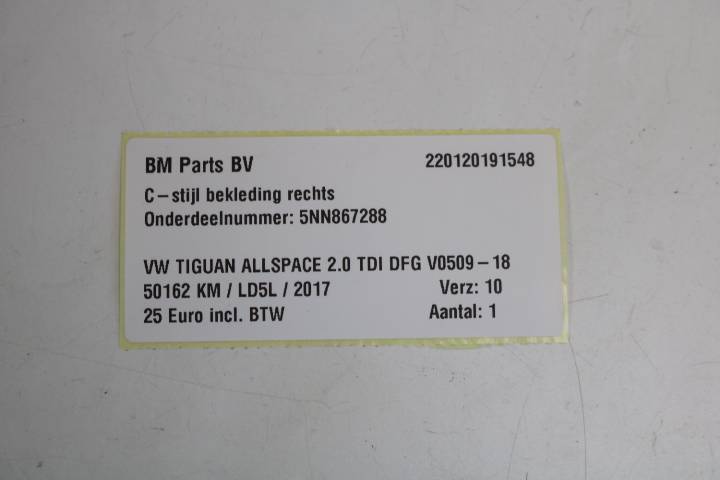 BM Parts BV 220120191548
C-stijl bekleding rechts
Onderdeelnummer: 5NN867288
VW TIGUAN ALLSPACE 2.0 TDI DFG V0509-18
50162 KM / LD5L / 2017 Verz: 10
25 Euro incl. BTW Aantal: 1